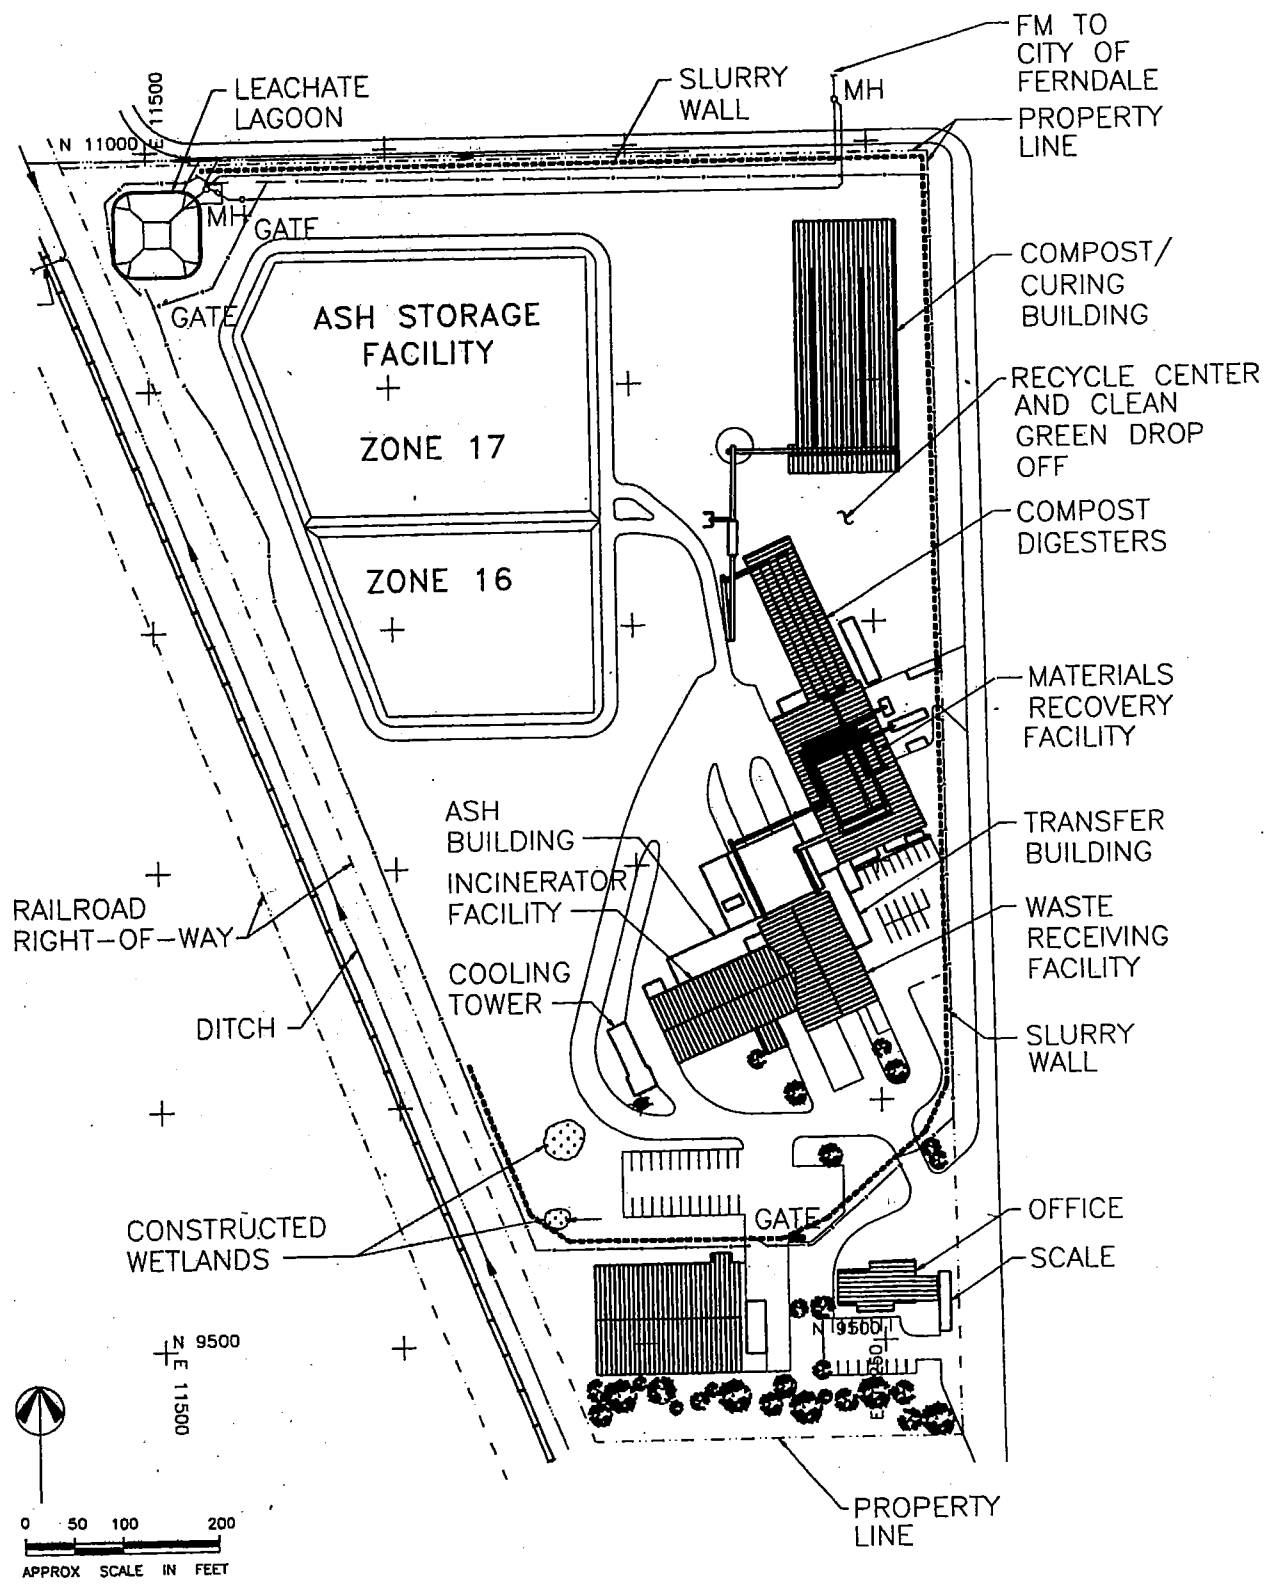 FM TO
CITY OF
FERNDALE
MH
SLURRY
WALL
LEACHATE
LAGOON
E 11500
N 11000
PROPERTY
LINE
MH
GATE
GATE
COMPOST/
CURING
BUILDING
ASH STORAGE
FACILITY
ZONE 17
ZONE 16
RECYCLE CENTER
AND CLEAN
GREEN DROP
OFF
COMPOST
DIGESTERS
MATERIALS
RECOVERY
FACILITY
ASH
BUILDING
TRANSFER
BUILDING
INCINERATOR
FACILITY
WASTE
RECEIVING
FACILITY
RAILROAD
RIGHT-OF-WAY
COOLING
TOWER
DITCH
SLURRY
WALL
CONSTRUCTED
WETLANDS
GATE
OFFICE
SCALE
N 9500
N 9500
E 11500
PROPERTY
LINE
0 50 100 200
APPROX SCALE IN FEET